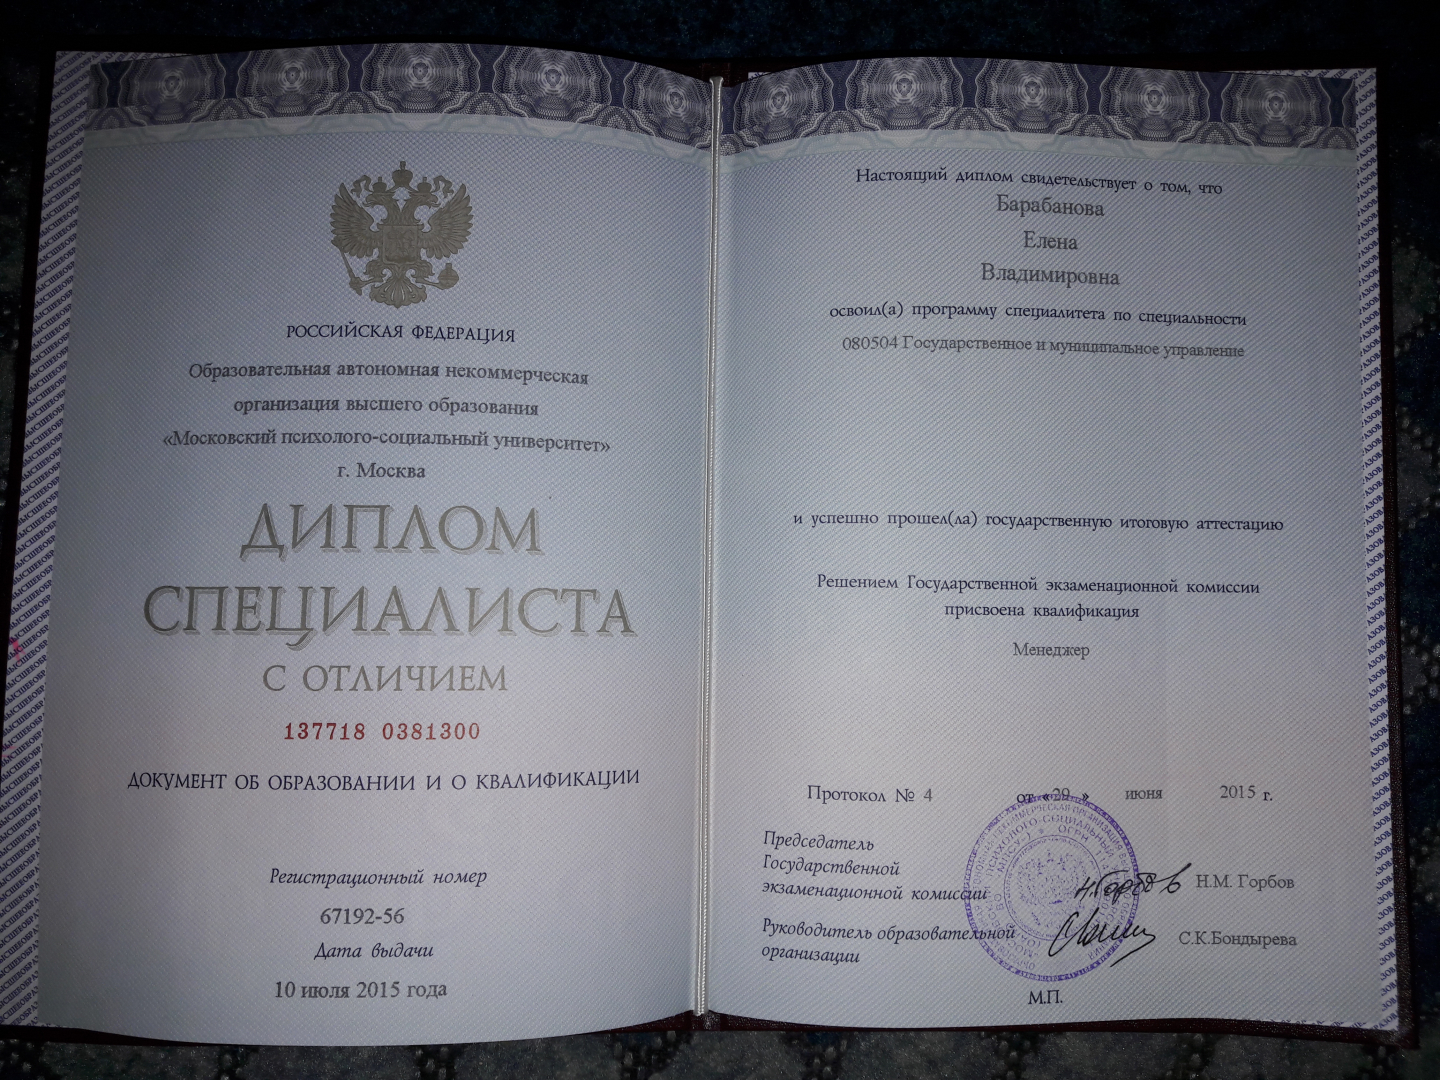 РОССИЙСКАЯ ФЕДЕРАЦИЯ
Образовательная автономная некоммерческая
организация высшего образования
«Московский психолого-социальный университет»
г. Москва
ДИПЛОМ
СПЕЦИАЛИСТА
С ОТЛИЧИЕМ
137718 0381300
ДОКУМЕНТ ОБ ОБРАЗОВАНИИ И О КВАЛИФИКАЦИИ
Регистрационный номер
67192-56
Дата выдачи
10 июля 2015 года
Настоящий диплом свидетельствует о том, что
Барабанова
Елена
Владимировна
освоил(а) программу специалитета по специальности
080504 Государственное и муниципальное управление
и успешно прошел(ла) государственную итоговую аттестацию
Решением Государственной экзаменационной комиссии
присвоена квалификация
Менеджер
Протокол № 4 от «29 » июня 2015 г.
Председатель
Государственной
экзаменационной комиссии Н.М. Горбов
Руководитель образовательной
организации С.К.Бондырева
М.П.